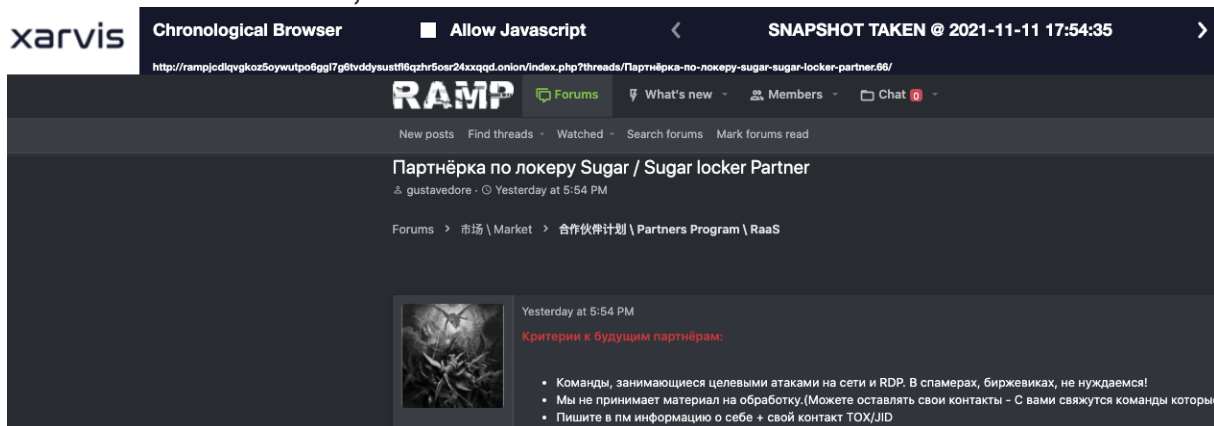 xarvis
Chronological Browser
Allow Javascript
SNAPSHOT TAKEN @ 2021-11-11 17:54:35
http://rampjcdlqvgkoz5oywutpo6ggl7g6tvddysustfl6qzhr5osr24xxqqd.onion/index.php?threads/Партнёрка-по-локеру-sugar-sugar-locker-partner.66/
RAMP
Forums
What's new
Members
Chat 0
New posts Find threads Watched Search forums Mark forums read
Партнёрка по локеру Sugar / Sugar locker Partner
gustavedore · Yesterday at 5:54 PM
Forums > 市场 \ Market > 合作伙伴计划 \ Partners Program \ RaaS
Yesterday at 5:54 PM
Критерии к будущим партнёрам:
• Команды, занимающиеся целевыми атаками на сети и RDP. В спамерах, биржевиках, не нуждаемся!
• Мы не принимает материал на обработку.(Можете оставлять свои контакты - С вами свяжутся команды которы
• Пишите в пм информацию о себе + свой контакт TOX/JID